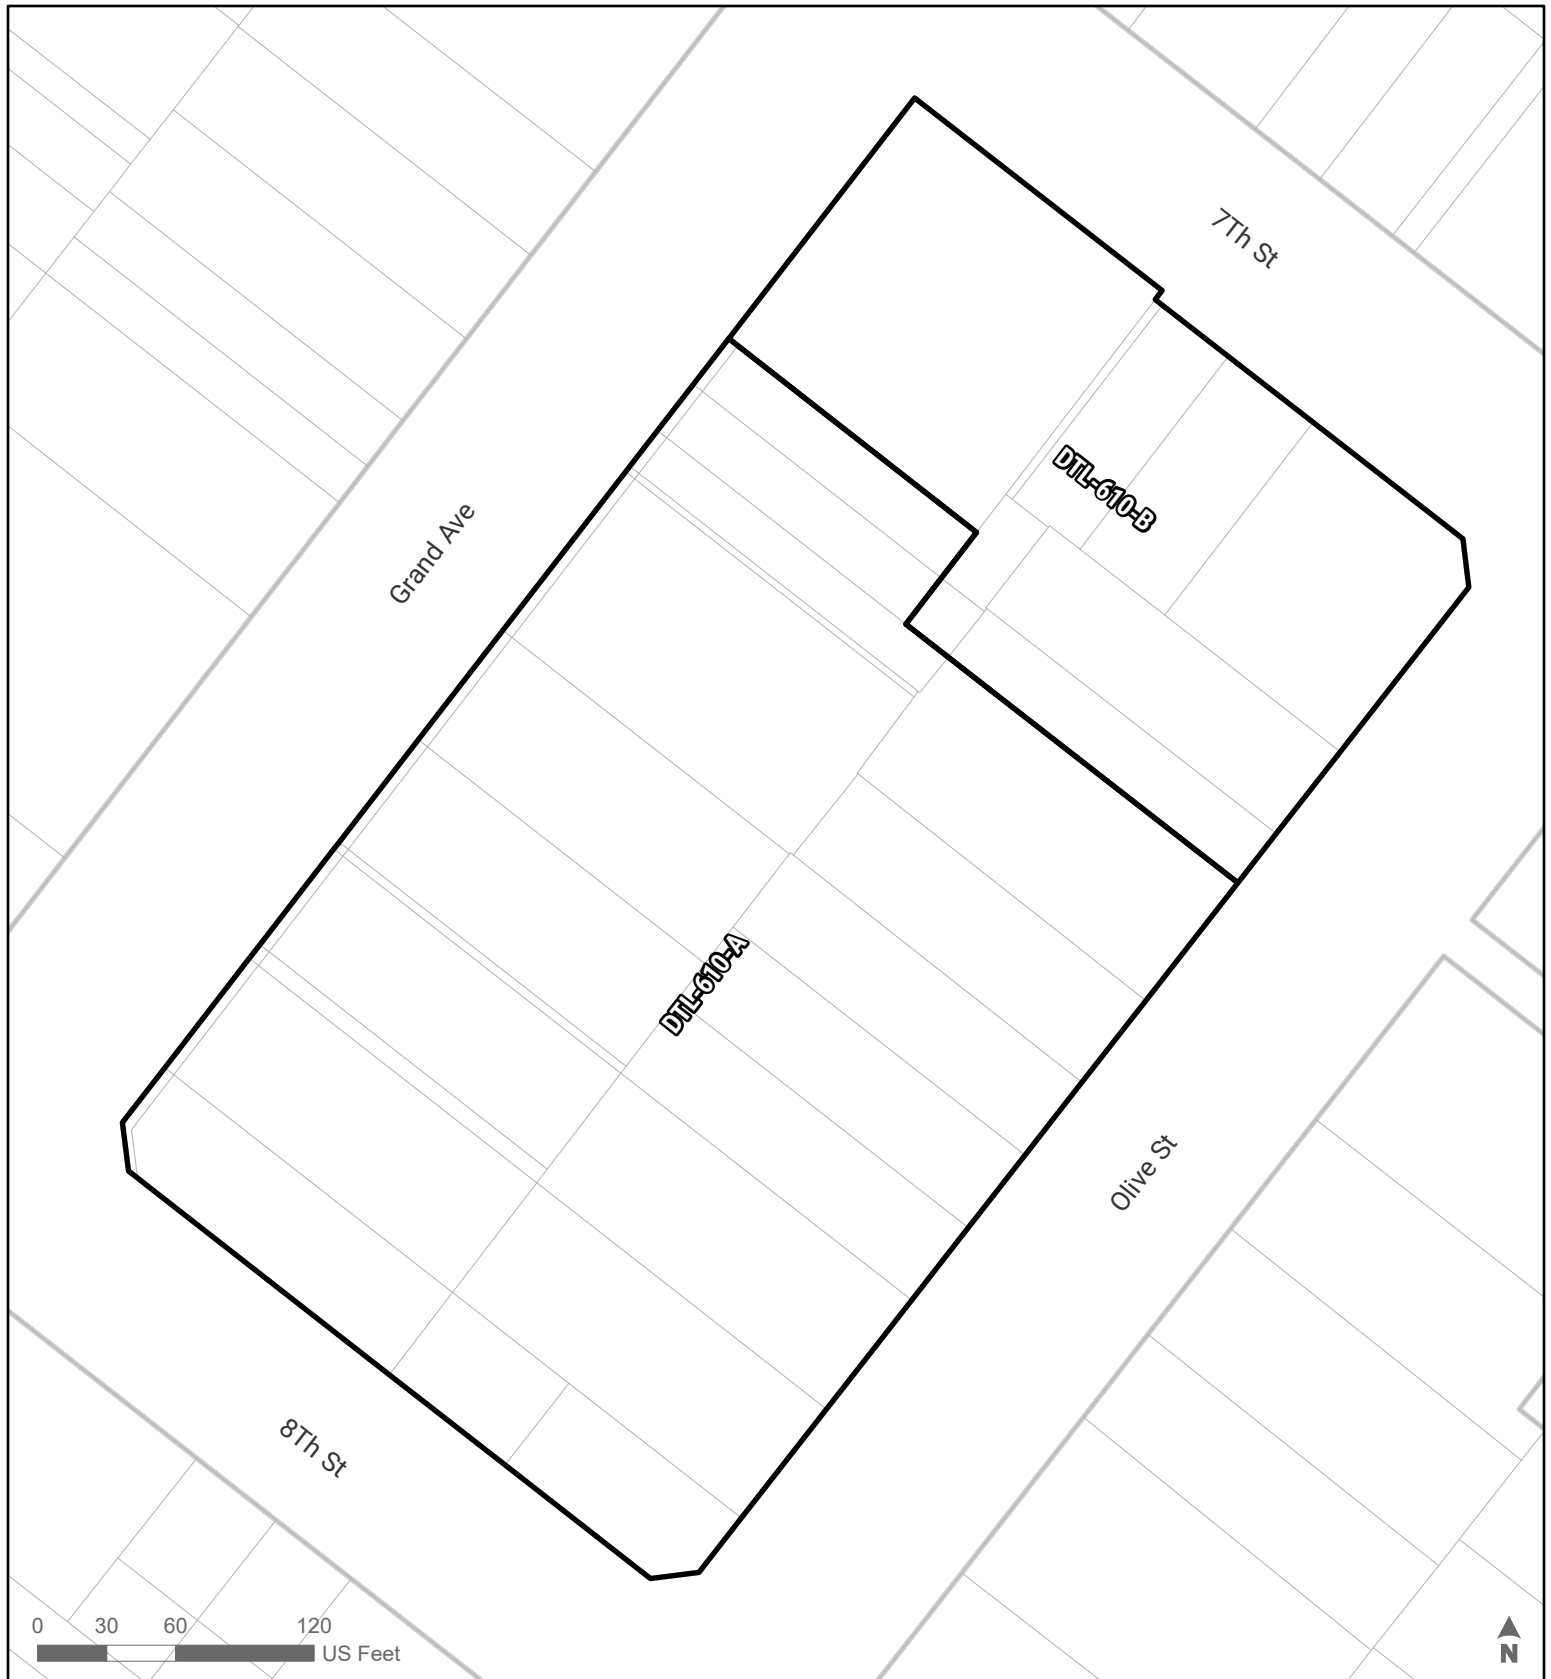 7Th St
DTL-610-B
Grand Ave
DTL-610-A
Olive St
8Th St
0 30 60 120
US Feet
N